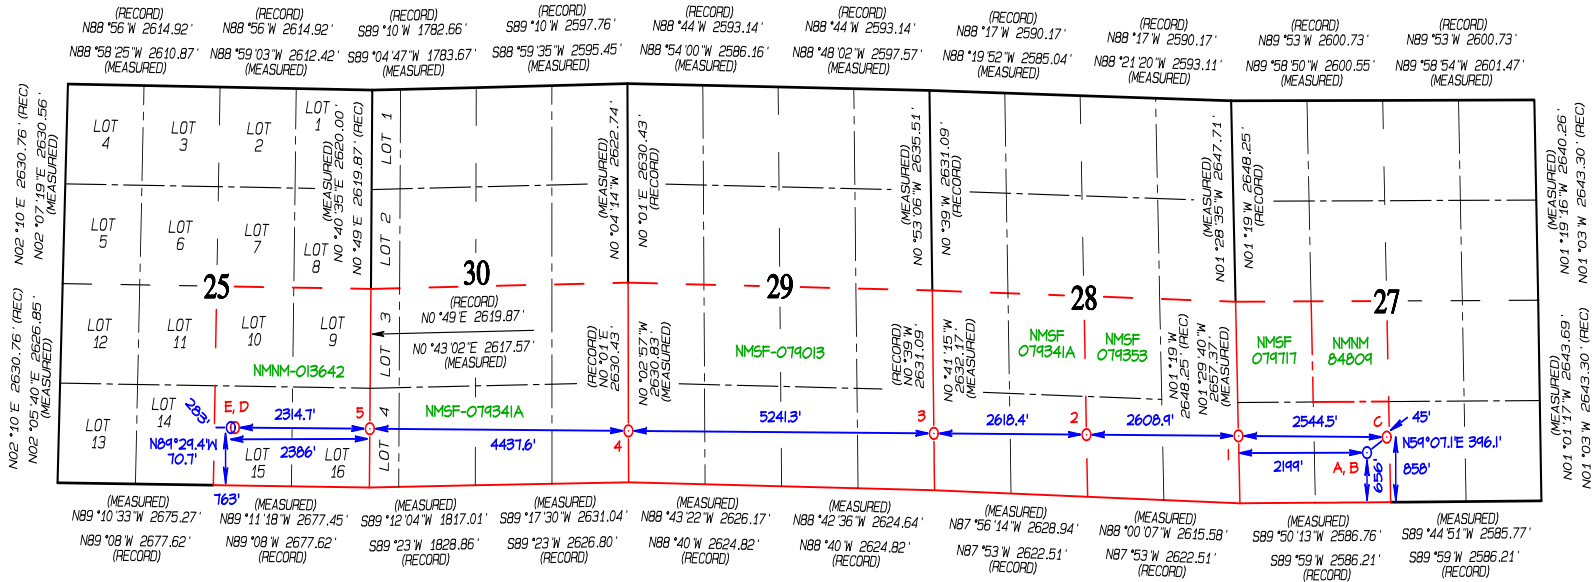 (RECORD)
N88°56'W 2614.92'
N88°58'25"W 2610.87'
(MEASURED)
(RECORD)
N88°56'W 2614.92'
N88°59'03"W 2612.42'
(MEASURED)
(RECORD)
S89°10'W 1782.66'
S89°04'47"W 1783.67'
(MEASURED)
(RECORD)
S89°10'W 2597.76'
S88°59'35"W 2595.45'
(MEASURED)
(RECORD)
N88°44'W 2593.14'
N88°54'00"W 2586.16'
(MEASURED)
(RECORD)
N88°44'W 2593.14'
N88°48'02"W 2597.57'
(MEASURED)
(RECORD)
N88°17'W 2590.17'
N88°19'52"W 2585.04'
(MEASURED)
(RECORD)
N88°17'W 2590.17'
N88°21'20"W 2593.11'
(MEASURED)
(RECORD)
N89°53'W 2600.73'
N89°58'50"W 2600.55'
(MEASURED)
(RECORD)
N89°53'W 2600.73'
N89°58'54"W 2601.47'
(MEASURED)
N02°10'E 2630.76' (REC)
N02°07'19"E 2630.56'
(MEASURED)
LOT
4
LOT
3
LOT
2
LOT
1
(MEASURED)
N0°40'35"E 2620.00'
N0°49'E 2619.87' (REC)
LOT 1
(MEASURED)
N0°04'14"W 2622.74'
N0°01'E 2630.43'
(RECORD)
(MEASURED)
N0°53'06"W 2635.51'
N0°39'W 2631.09'
(RECORD)
(MEASURED)
N01°28'35"W 2647.71'
N01°19'W 2648.25'
(RECORD)
(MEASURED)
N01°19'16"W 2640.26'
N01°03'W 2643.30' (REC)
LOT
5
LOT
6
LOT
7
LOT
8
LOT 2
25
30
29
28
27
N02°10'E 2630.76' (REC)
N02°05'40"E 2626.85'
(MEASURED)
LOT
12
LOT
11
LOT
10
LOT
9
LOT 3
(RECORD)
N0°49'E 2619.87'
N0°43'02"E 2617.57'
(MEASURED)
(RECORD)
N0°01'E
2630.43'
N0°02'57"W
2630.83'
(MEASURED)
(RECORD)
N0°39'W
2631.09'
N0°41'15"W
2632.17'
(MEASURED)
N01°19'W
2648.25' (REC)
N01°29'40"W
2657.37'
(MEASURED)
(MEASURED)
N01°01'17"W 2643.69'
N01°03'W 2643.30' (REC)
NMNM-013642
NMSF-079341A
NMSF-079013
NMSF
079341A
NMSF
079353
NMSF
079717
NMNM
84809
LOT
13
LOT
14
LOT
15
LOT
16
LOT 4
283'
E, D
2314.7'
5
N89°29.4'W
70.7'
2386'
763'
4437.6'
4
5241.3'
3
2618.4'
2
2608.9'
1
2544.5'
C
45'
N59°07.1'E 396.1'
2199'
A, B
656'
858'
(MEASURED)
N89°10'33"W 2675.27'
N89°08'W 2677.62'
(RECORD)
(MEASURED)
N89°11'18"W 2677.45'
N89°08'W 2677.62'
(RECORD)
(MEASURED)
S89°12'04"W 1817.01'
S89°23'W 1828.86'
(RECORD)
(MEASURED)
S89°17'30"W 2631.04'
S89°23'W 2626.80'
(RECORD)
(MEASURED)
N88°43'22"W 2626.17'
N88°40'W 2624.82'
(RECORD)
(MEASURED)
N88°42'36"W 2624.64'
N88°40'W 2624.82'
(RECORD)
(MEASURED)
N87°56'14"W 2628.94'
N87°53'W 2622.51'
(RECORD)
(MEASURED)
N88°00'07"W 2615.58'
N87°53'W 2622.51'
(RECORD)
(MEASURED)
S89°50'13"W 2586.76'
S89°59'W 2586.21'
(RECORD)
(MEASURED)
S89°44'51"W 2585.77'
S89°59'W 2586.21'
(RECORD)